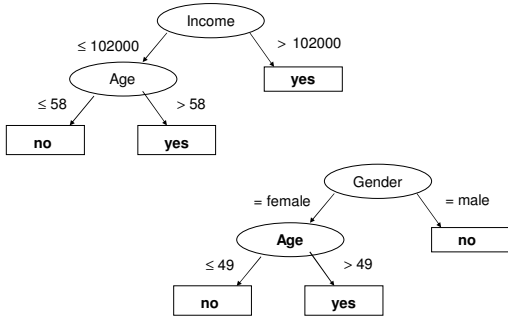 Income
≤ 102000 > 102000
Age yes
≤ 58 > 58
no yes
Gender
= female = male
Age no
≤ 49 > 49
no yes